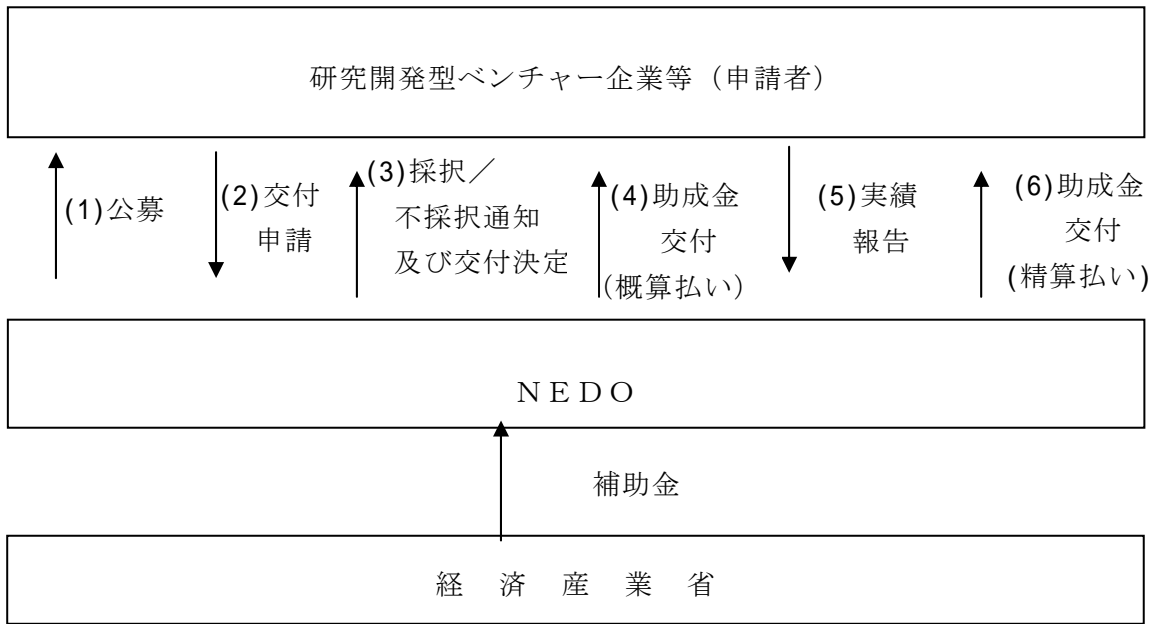 研究開発型ベンチャー企業等（申請者）
(1)公募
(2)交付
申請
(3)採択／
不採択通知
及び交付決定
(4)助成金
交付
（概算払い）
(5)実績
報告
(6)助成金
交付
(精算払い)
ＮＥＤＯ
補助金
経 済 産 業 省